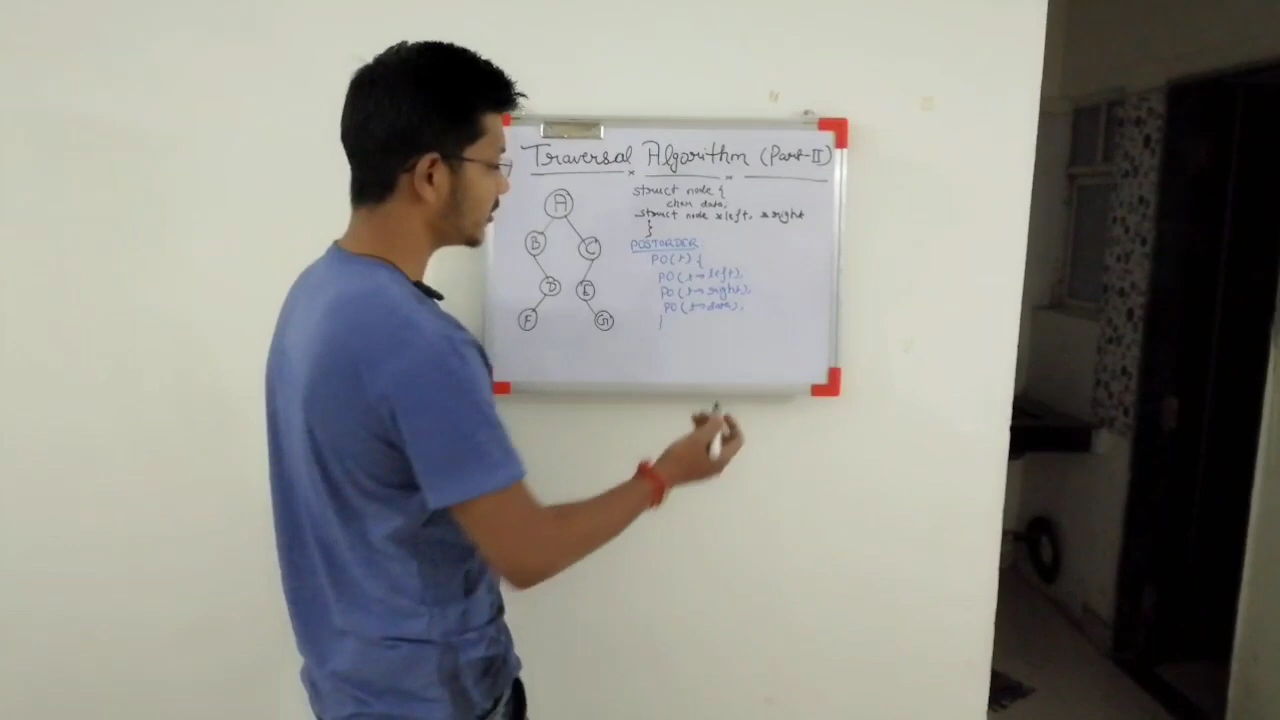 Traversal Algorithm (Part-II)
A
B
C
D
E
F
G
struct node {
char data,
struct node *left, *right
}
POSTORDER:
PO(t) {
PO(t→left),
PO(t→right),
PO(t→data),
}